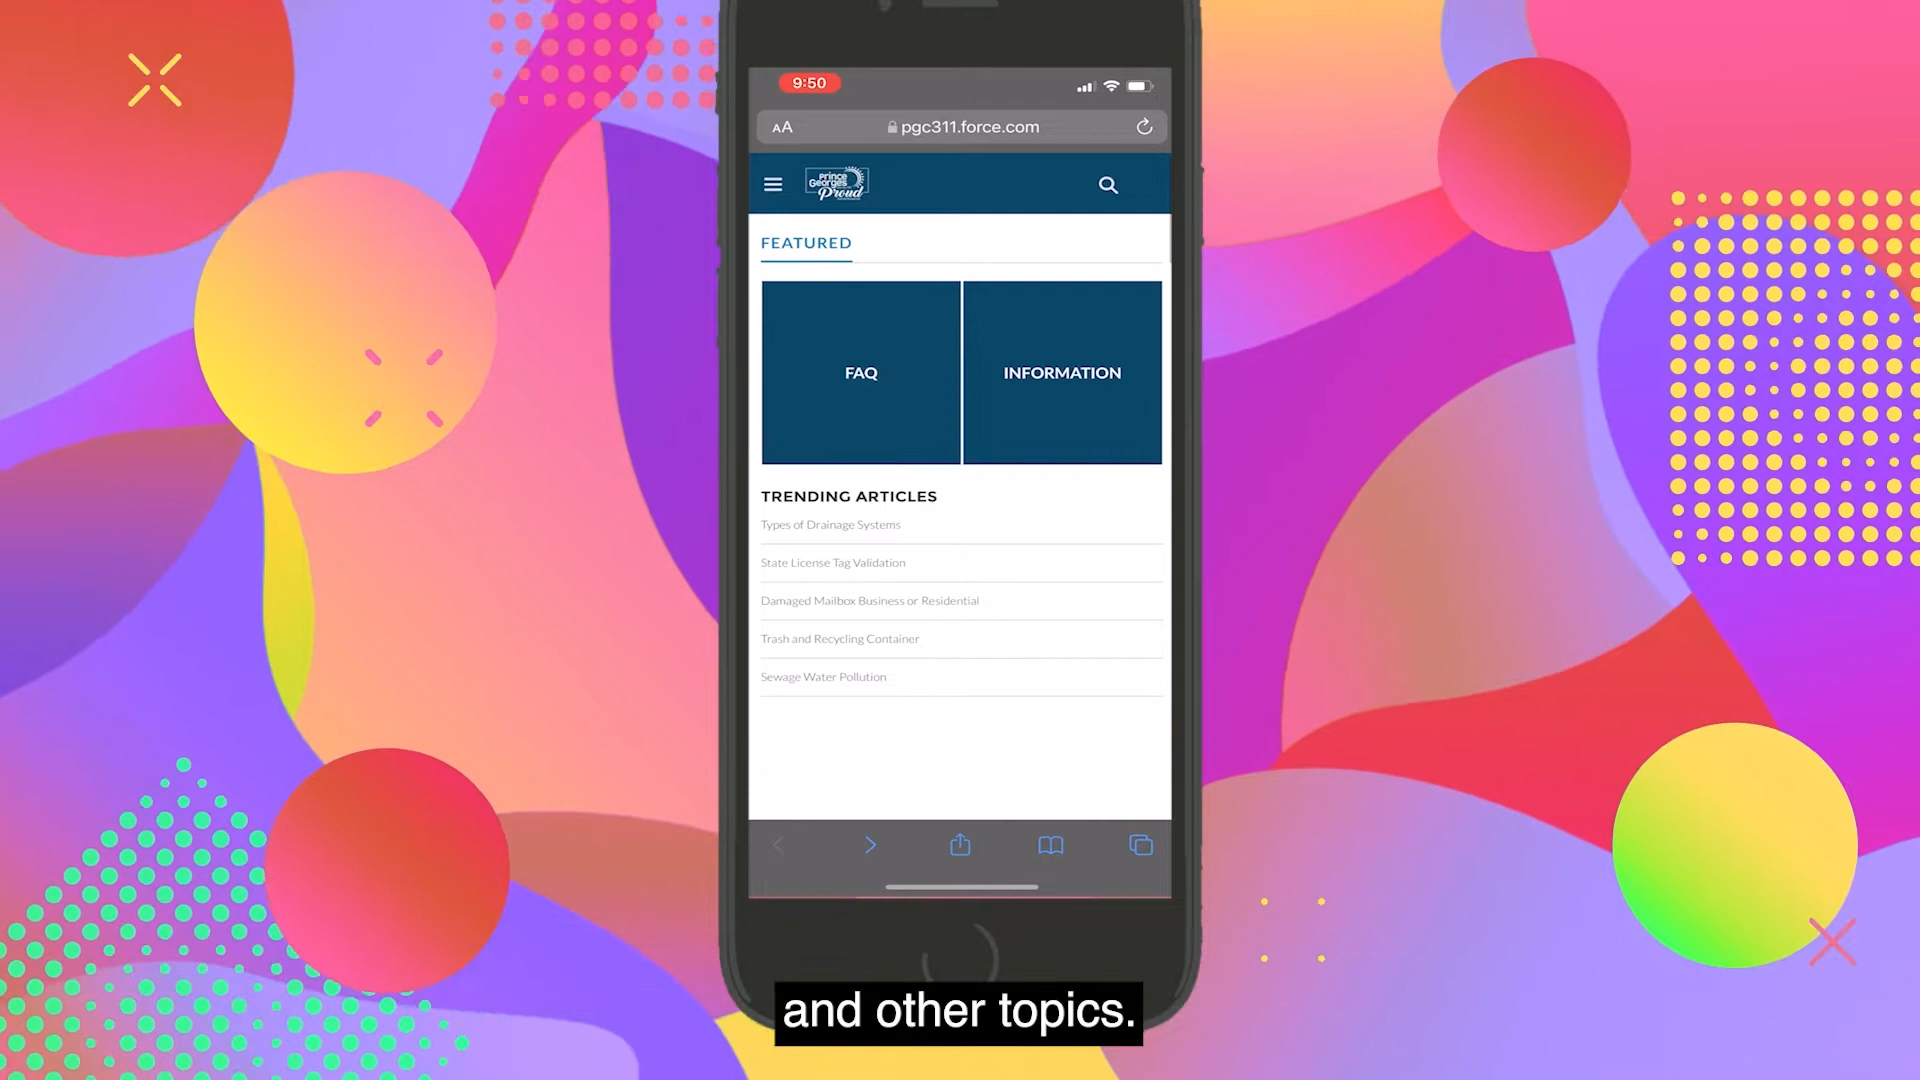 9:50
AA
pgc311.force.com
Prince
Georges
Proud
FEATURED
FAQ
INFORMATION
TRENDING ARTICLES
Types of Drainage Systems
State License Tag Validation
Damaged Mailbox Business or Residential
Trash and Recycling Container
Sewage Water Pollution
and other topics.